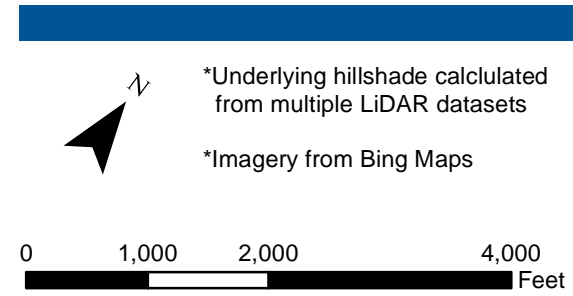 N
*Underlying hillshade calclulated
from multiple LiDAR datasets
*Imagery from Bing Maps
0 1,000 2,000 4,000
Feet